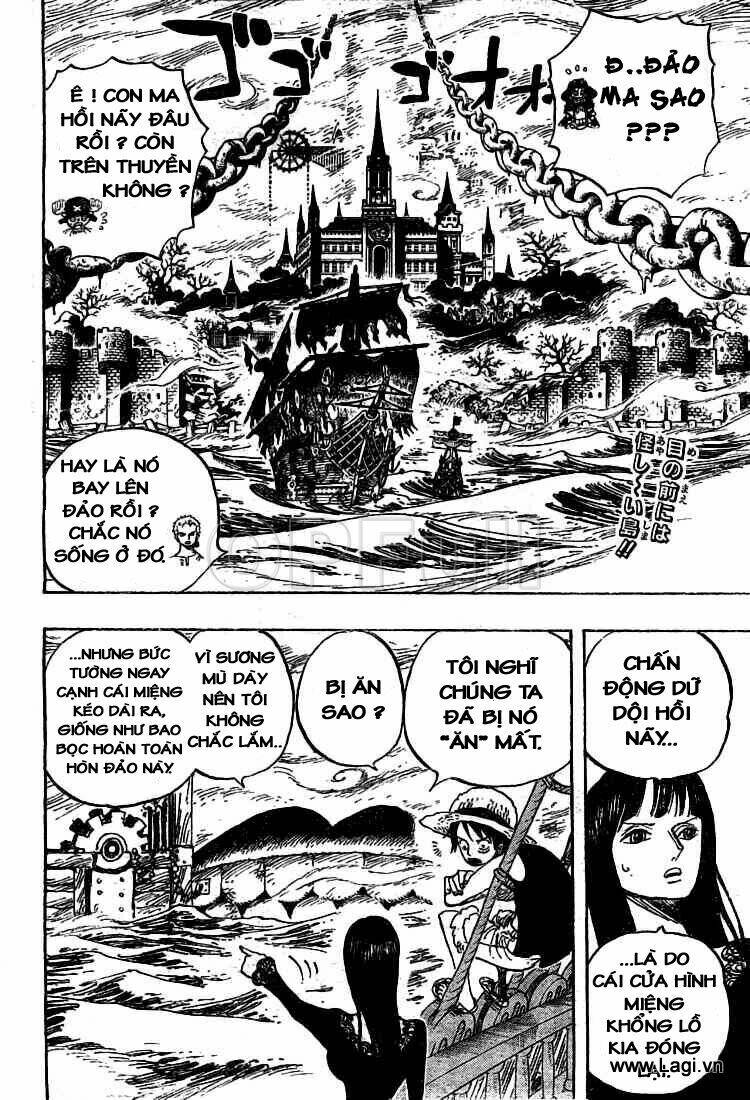 Đ..ĐẢO
MA SAO
???
ゴゴゴゴオオ...
Ê ! CON MA
HỒI NÃY ĐÂU
RỒI ? CÒN
TRÊN THUYỀN
KHÔNG ?
目の前には
怪し〜い島!!
HAY LÀ NÓ
BAY LÊN
ĐẢO RỒI ?
CHẮC NÓ
SỐNG Ở ĐÓ.
CHẤN
ĐỘNG DỮ
DỘI HỒI
NÃY...
...LÀ DO
CÁI CỬA HÌNH
MIỆNG
KHỔNG LỒ
KIA ĐÓNG
LẠI.
TÔI NGHĨ
CHÚNG TA
ĐÃ BỊ NÓ
“ĂN” MẤT.
BỊ ĂN
SAO ?
VÌ SƯƠNG
MÙ DÀY
NÊN TÔI
KHÔNG
CHẮC LẮM..
...NHƯNG BỨC
TƯỜNG NGAY
CẠNH CÁI MIỆNG
KÉO DÀI RA,
GIỐNG NHƯ BAO
BỌC HOÀN TOÀN
HÒN ĐẢO NÀY.
www.Lagi.vn